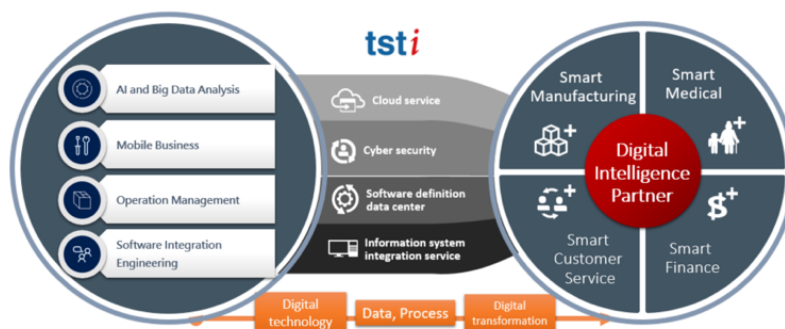 tsti
AI and Big Data Analysis
Mobile Business
Operation Management
Software Integration
Engineering
Cloud service
Cyber security
Software definition
data center
Information system
integration service
Smart
Manufacturing
Smart
Medical
Digital
Intelligence
Partner
Smart
Customer
Service
Smart
Finance
Digital
technology
Data, Process
Digital
transformation